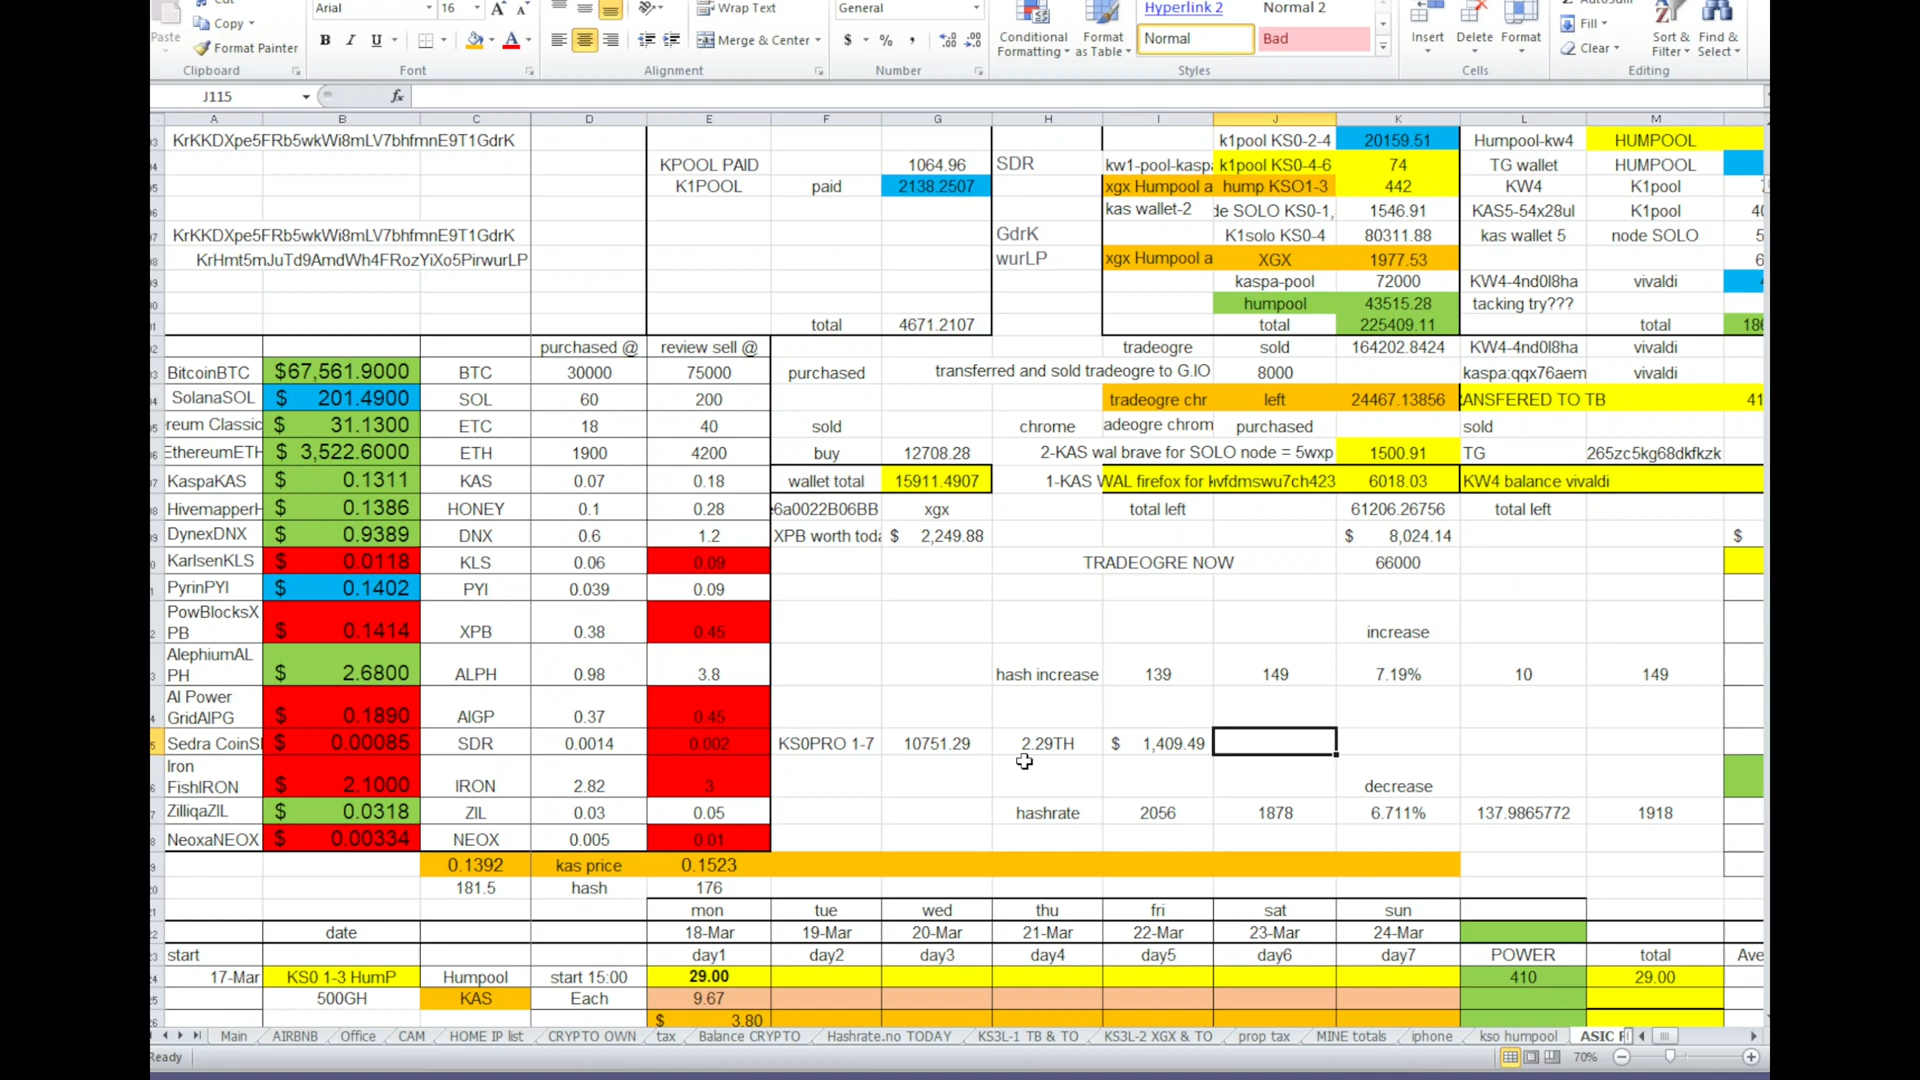 Cut
Copy
Paste
Format Painter
Clipboard
Arial 16
B I U
Font
Wrap Text
Merge & Center
Alignment
General
$ % ,
Number
Conditional Formatting
Format as Table
Hyperlink 2 Normal 2
Normal Bad
Styles
Insert Delete Format
Cells
Fill
Clear
Sort & Filter
Find & Select
Editing
J115 fx
A B C D E F G H I J K L M
KrKKDXpe5FRb5wkWi8mLV7bhfmnE9T1GdrK k1pool KS0-2-4 20159.51 Humpool-kw4 HUMPOOL
KPOOL PAID 1064.96 SDR kw1-pool-kasp k1pool KS0-4-6 74 TG wallet HUMPOOL
K1POOL paid 2138.2507 xgx Humpool a hump KSO1-3 442 KW4 K1pool
kas wallet-2 de SOLO KS0-1, 1546.91 KAS5-54x28ul K1pool
KrKKDXpe5FRb5wkWi8mLV7bhfmnE9T1GdrK GdrK K1solo KS0-4 80311.88 kas wallet 5 node SOLO
KrHmt5mJuTd9AmdWh4FRozYiXo5PirwurLP wurLP xgx Humpool a XGX 1977.53
kaspa-pool 72000 KW4-4nd0l8ha vivaldi
humpool 43515.28 tacking try???
total 4671.2107 total 225409.11 total
purchased @ review sell @ tradeogre sold 164202.8424 KW4-4nd0l8ha vivaldi
BitcoinBTC $67,561.9000 BTC 30000 75000 purchased transferred and sold tradeogre to G.IO 8000 kaspa:qqx76aem vivaldi
SolanaSOL $ 201.4900 SOL 60 200 tradeogre chr left 24467.13856 ANSFERED TO TB 41
reum Classic $ 31.1300 ETC 18 40 sold chrome adeogre chrom purchased sold
EthereumETH $ 3,522.6000 ETH 1900 4200 buy 12708.28 2-KAS wal brave for SOLO node = 5wxp 1500.91 TG 265zc5kg68dkfkzk
KaspaKAS $ 0.1311 KAS 0.07 0.18 wallet total 15911.4907 1-KAS WAL firefox for kvfdmswu7ch423 6018.03 KW4 balance vivaldi
HivemapperH $ 0.1386 HONEY 0.1 0.28 6a0022B06BB xgx total left 61206.26756 total left
DynexDNX $ 0.9389 DNX 0.6 1.2 XPB worth toda $ 2,249.88 $ 8,024.14 $
KarlsenKLS $ 0.0118 KLS 0.06 0.09 TRADEOGRE NOW 66000
PyrinPYI $ 0.1402 PYI 0.039 0.09
PowBlocksX
PB $ 0.1414 XPB 0.38 0.45 increase
AlephiumAL
PH $ 2.6800 ALPH 0.98 3.8 hash increase 139 149 7.19% 10 149
AI Power
GridAIPG $ 0.1890 AIGP 0.37 0.45
Sedra CoinS $ 0.00085 SDR 0.0014 0.002 KS0PRO 1-7 10751.29 2.29TH $ 1,409.49
Iron
FishIRON $ 2.1000 IRON 2.82 3 decrease
ZilliqaZIL $ 0.0318 ZIL 0.03 0.05 hashrate 2056 1878 6.711% 137.9865772 1918
NeoxaNEOX $ 0.00334 NEOX 0.005 0.01
0.1392 kas price 0.1523
181.5 hash 176
mon tue wed thu fri sat sun
date 18-Mar 19-Mar 20-Mar 21-Mar 22-Mar 23-Mar 24-Mar
start day1 day2 day3 day4 day5 day6 day7 POWER total Ave
17-Mar KS0 1-3 HumP Humpool start 15:00 29.00 410 29.00
500GH KAS Each 9.67
$ 3.80
Main AIRBNB Office CAM HOME IP list CRYPTO OWN tax Balance CRYPTO Hashrate.no TODAY KS3L-1 TB & TO KS3L-2 XGX & TO prop tax MINE totals iphone kso humpool ASIC
Ready 70%